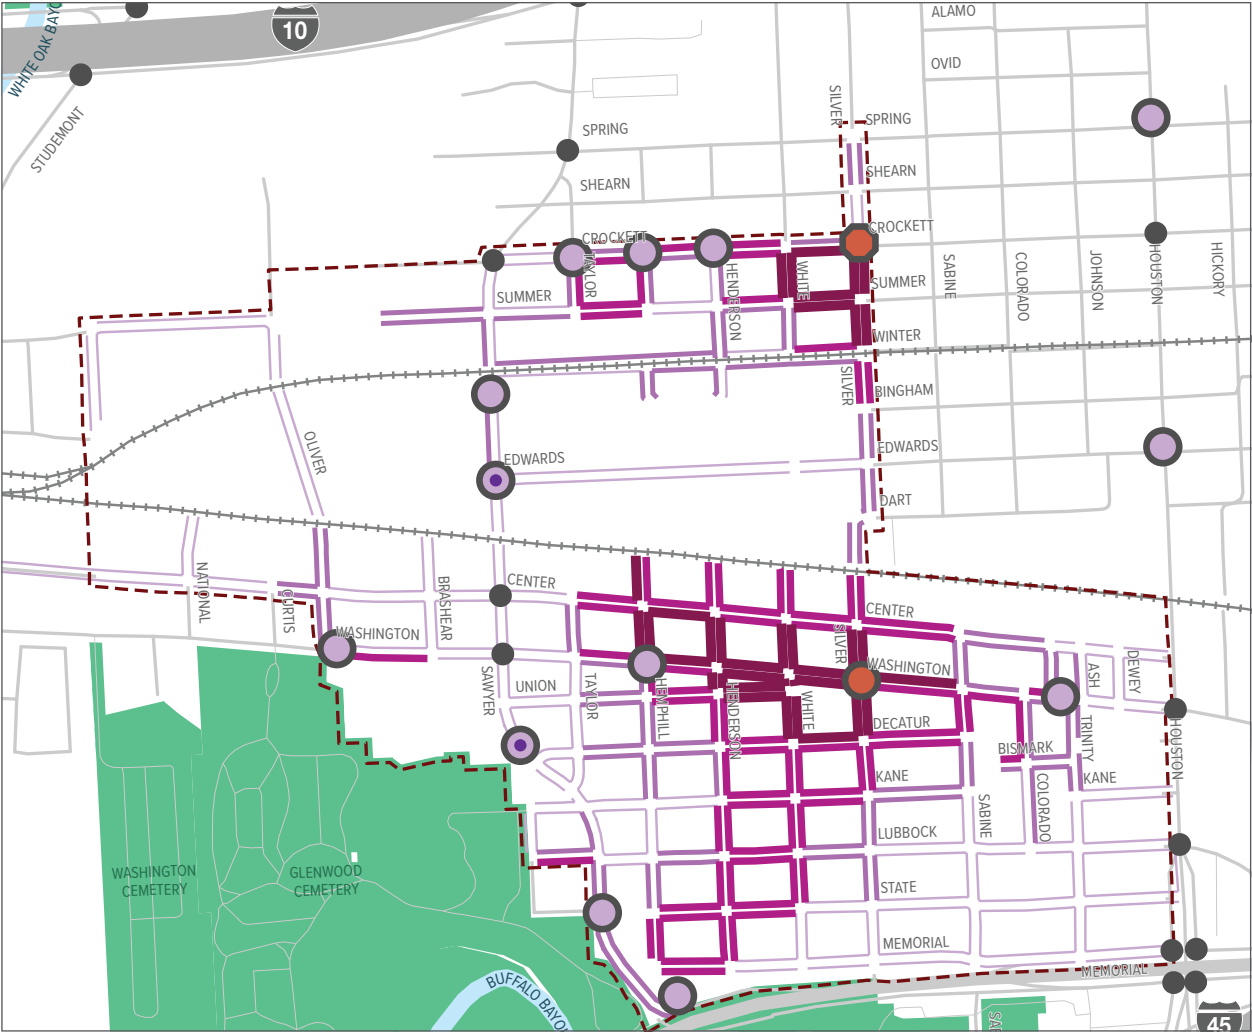 ALAMO
10
WHITE OAK BAYO
OVID
SILVER
SPRING
SPRING
STUDEMONT
SHEARN
SHEARN
CROCKETT
CROCKETT
TAYLOR
HENDERSON
WHITE
SUMMER
SUMMER
SABINE
COLORADO
JOHNSON
HOUSTON
HICKORY
WINTER
SILVER
BINGHAM
OLIVER
EDWARDS
EDWARDS
DART
NATIONAL
CURTIS
BRASHEAR
CENTER
CENTER
WASHINGTON
SILVER
WASHINGTON
SAWYER
UNION
TAYLOR
HEMPHILL
HENDERSON
WHITE
DECATUR
ASH
DEWEY
TRINITY
HOUSTON
BISMARK
KANE
KANE
SABINE
COLORADO
LUBBOCK
WASHINGTON
CEMETERY
GLENWOOD
CEMETERY
STATE
MEMORIAL
MEMORIAL
BUFFALO BAYO
SA
45